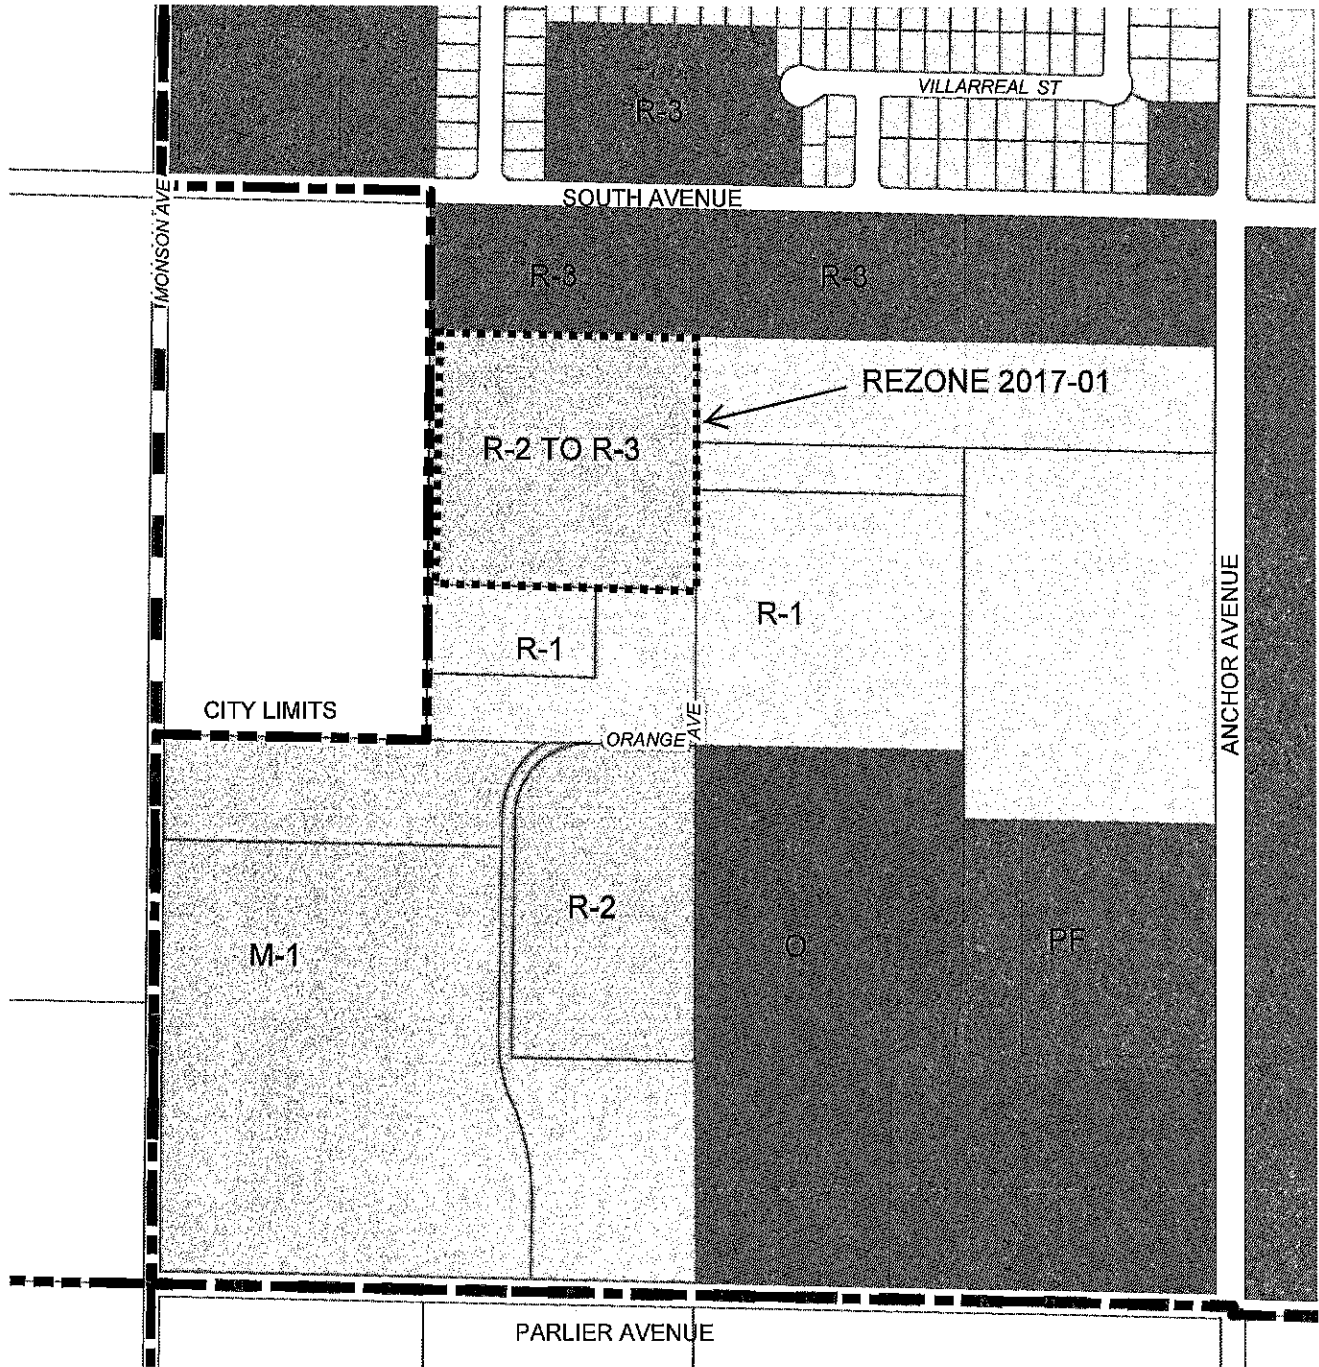 VILLARREAL ST
R-3
SOUTH AVENUE
MONSON AVE
R-3
R-3
REZONE 2017-01
R-2 TO R-3
R-1
R-1
ANCHOR AVENUE
CITY LIMITS
ORANGE AVE
R-2
M-1
O
PF
PARLIER AVENUE